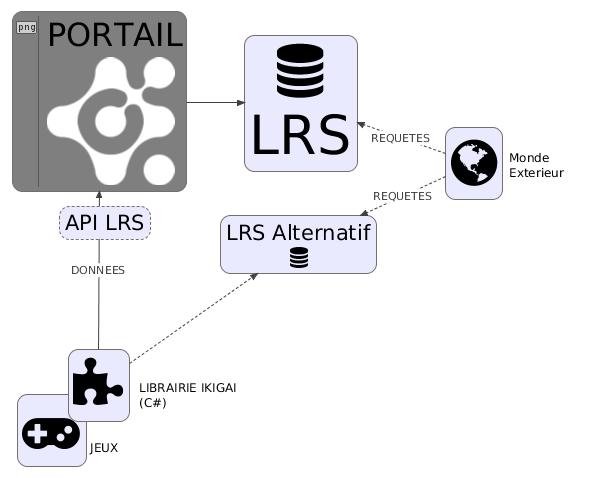 png
PORTAIL
LRS
REQUETES
Monde
Exterieur
REQUETES
API LRS
LRS Alternatif
DONNEES
LIBRAIRIE IKIGAI
(C#)
JEUX